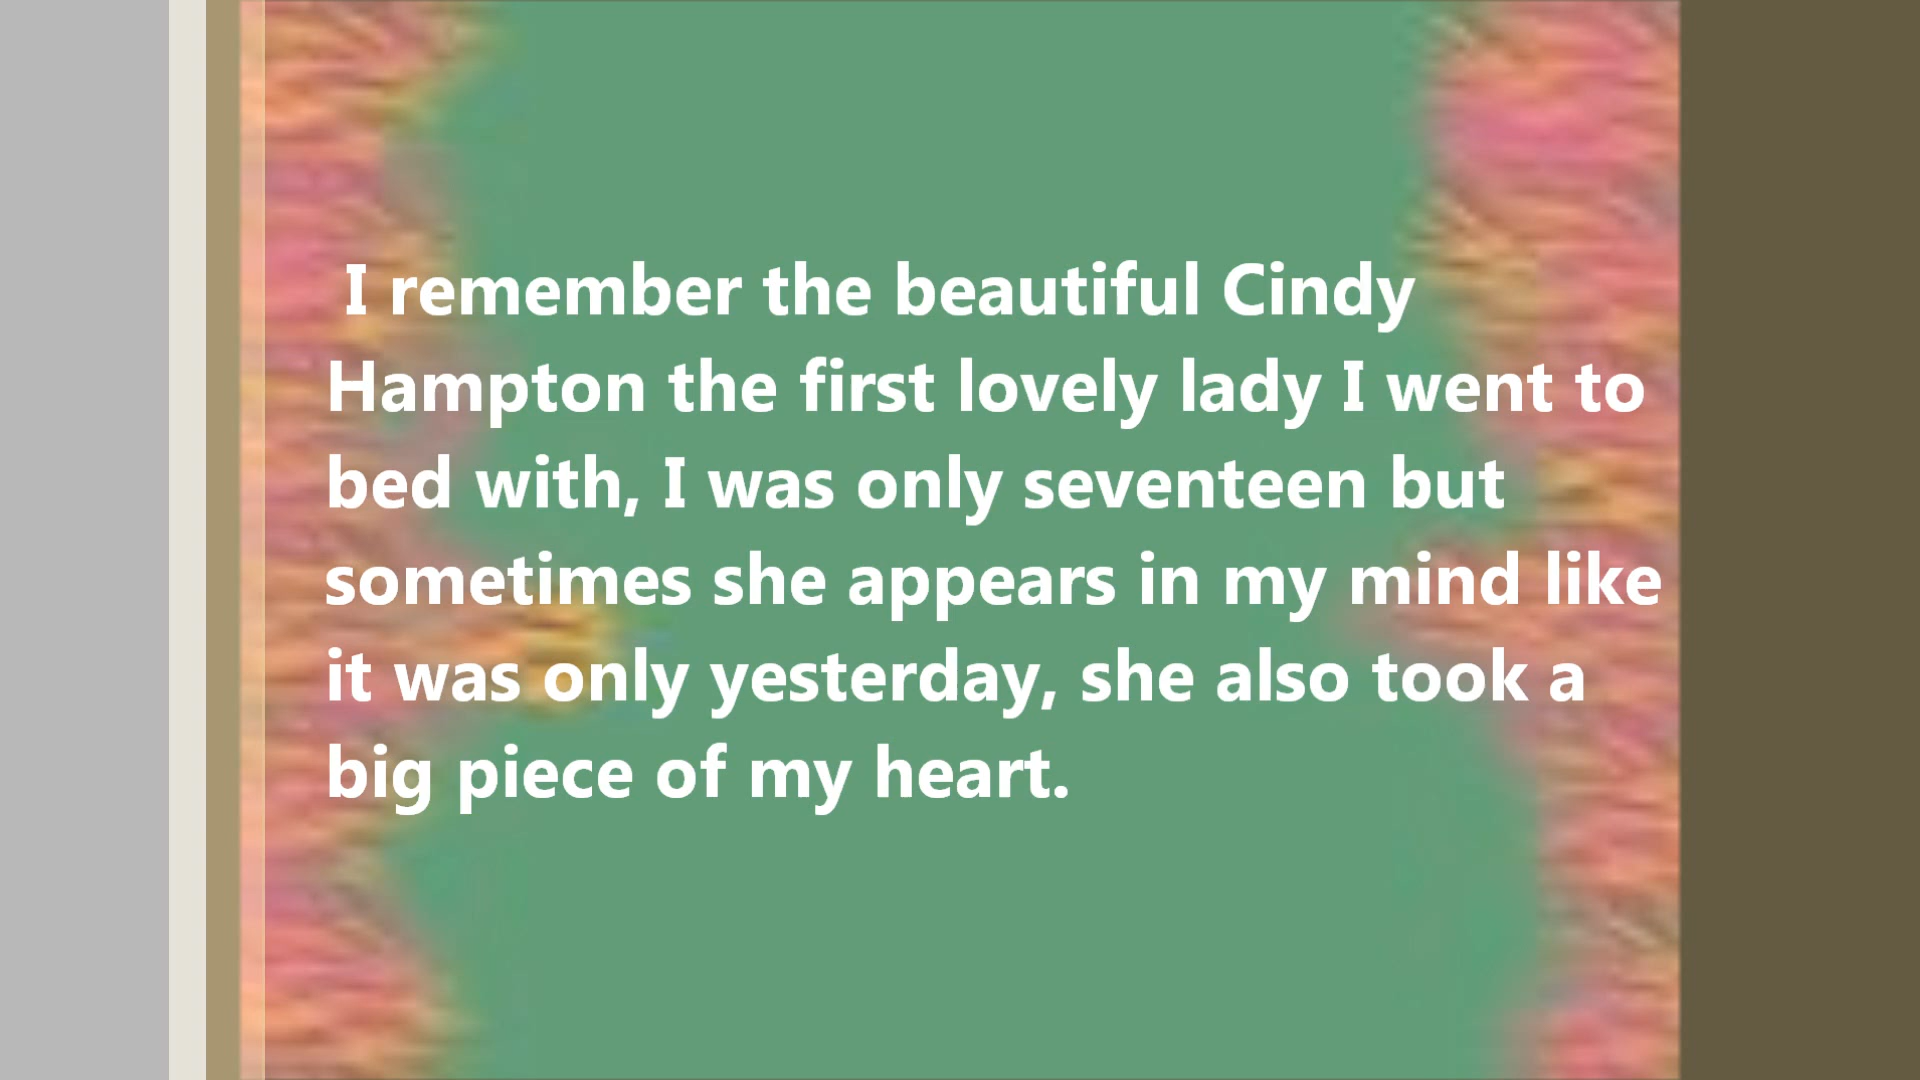 I remember the beautiful Cindy
Hampton the first lovely lady I went to
bed with, I was only seventeen but
sometimes she appears in my mind like
it was only yesterday, she also took a
big piece of my heart.